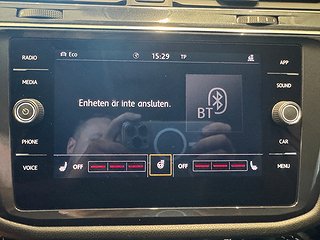 RADIO
MEDIA
PHONE
VOICE
Eco
15:29
TP
Enheten är inte ansluten.
BT
OFF
OFF
APP
SOUND
CAR
MENU